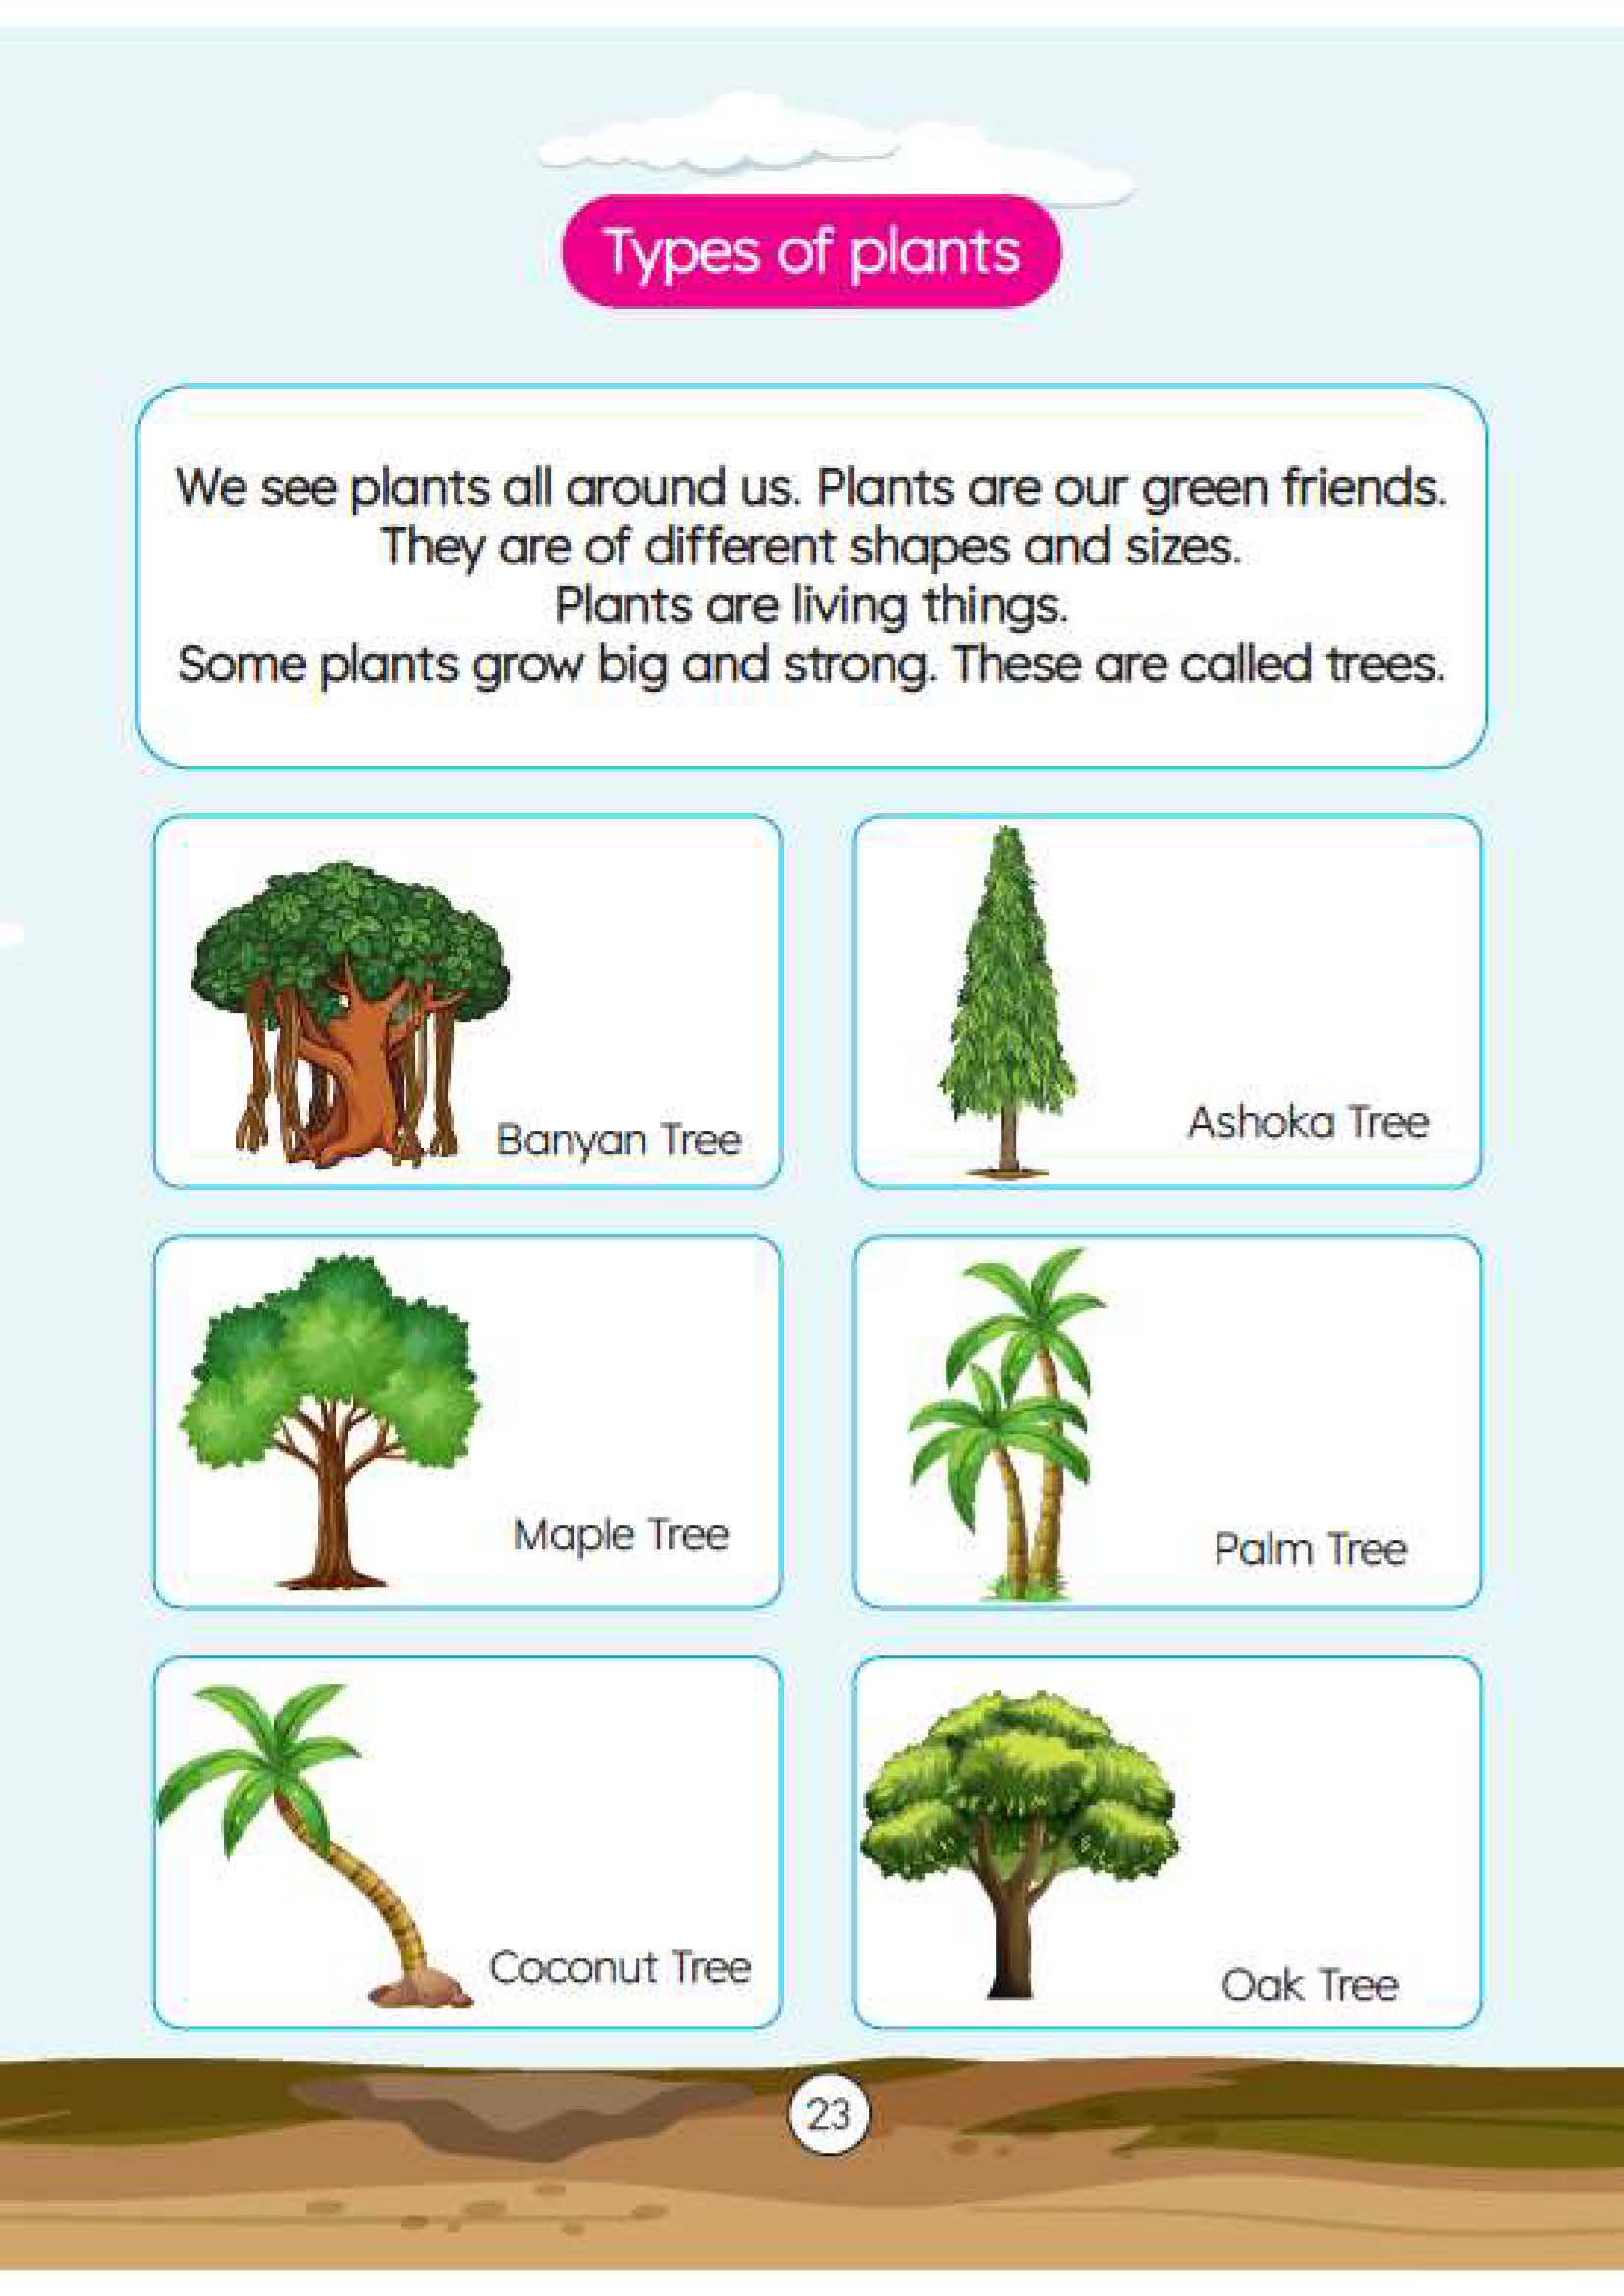 Types of plants
We see plants all around us. Plants are our green friends.
They are of different shapes and sizes.
Plants are living things.
Some plants grow big and strong. These are called trees.
Banyan Tree
Ashoka Tree
Maple Tree
Palm Tree
Coconut Tree
Oak Tree
23